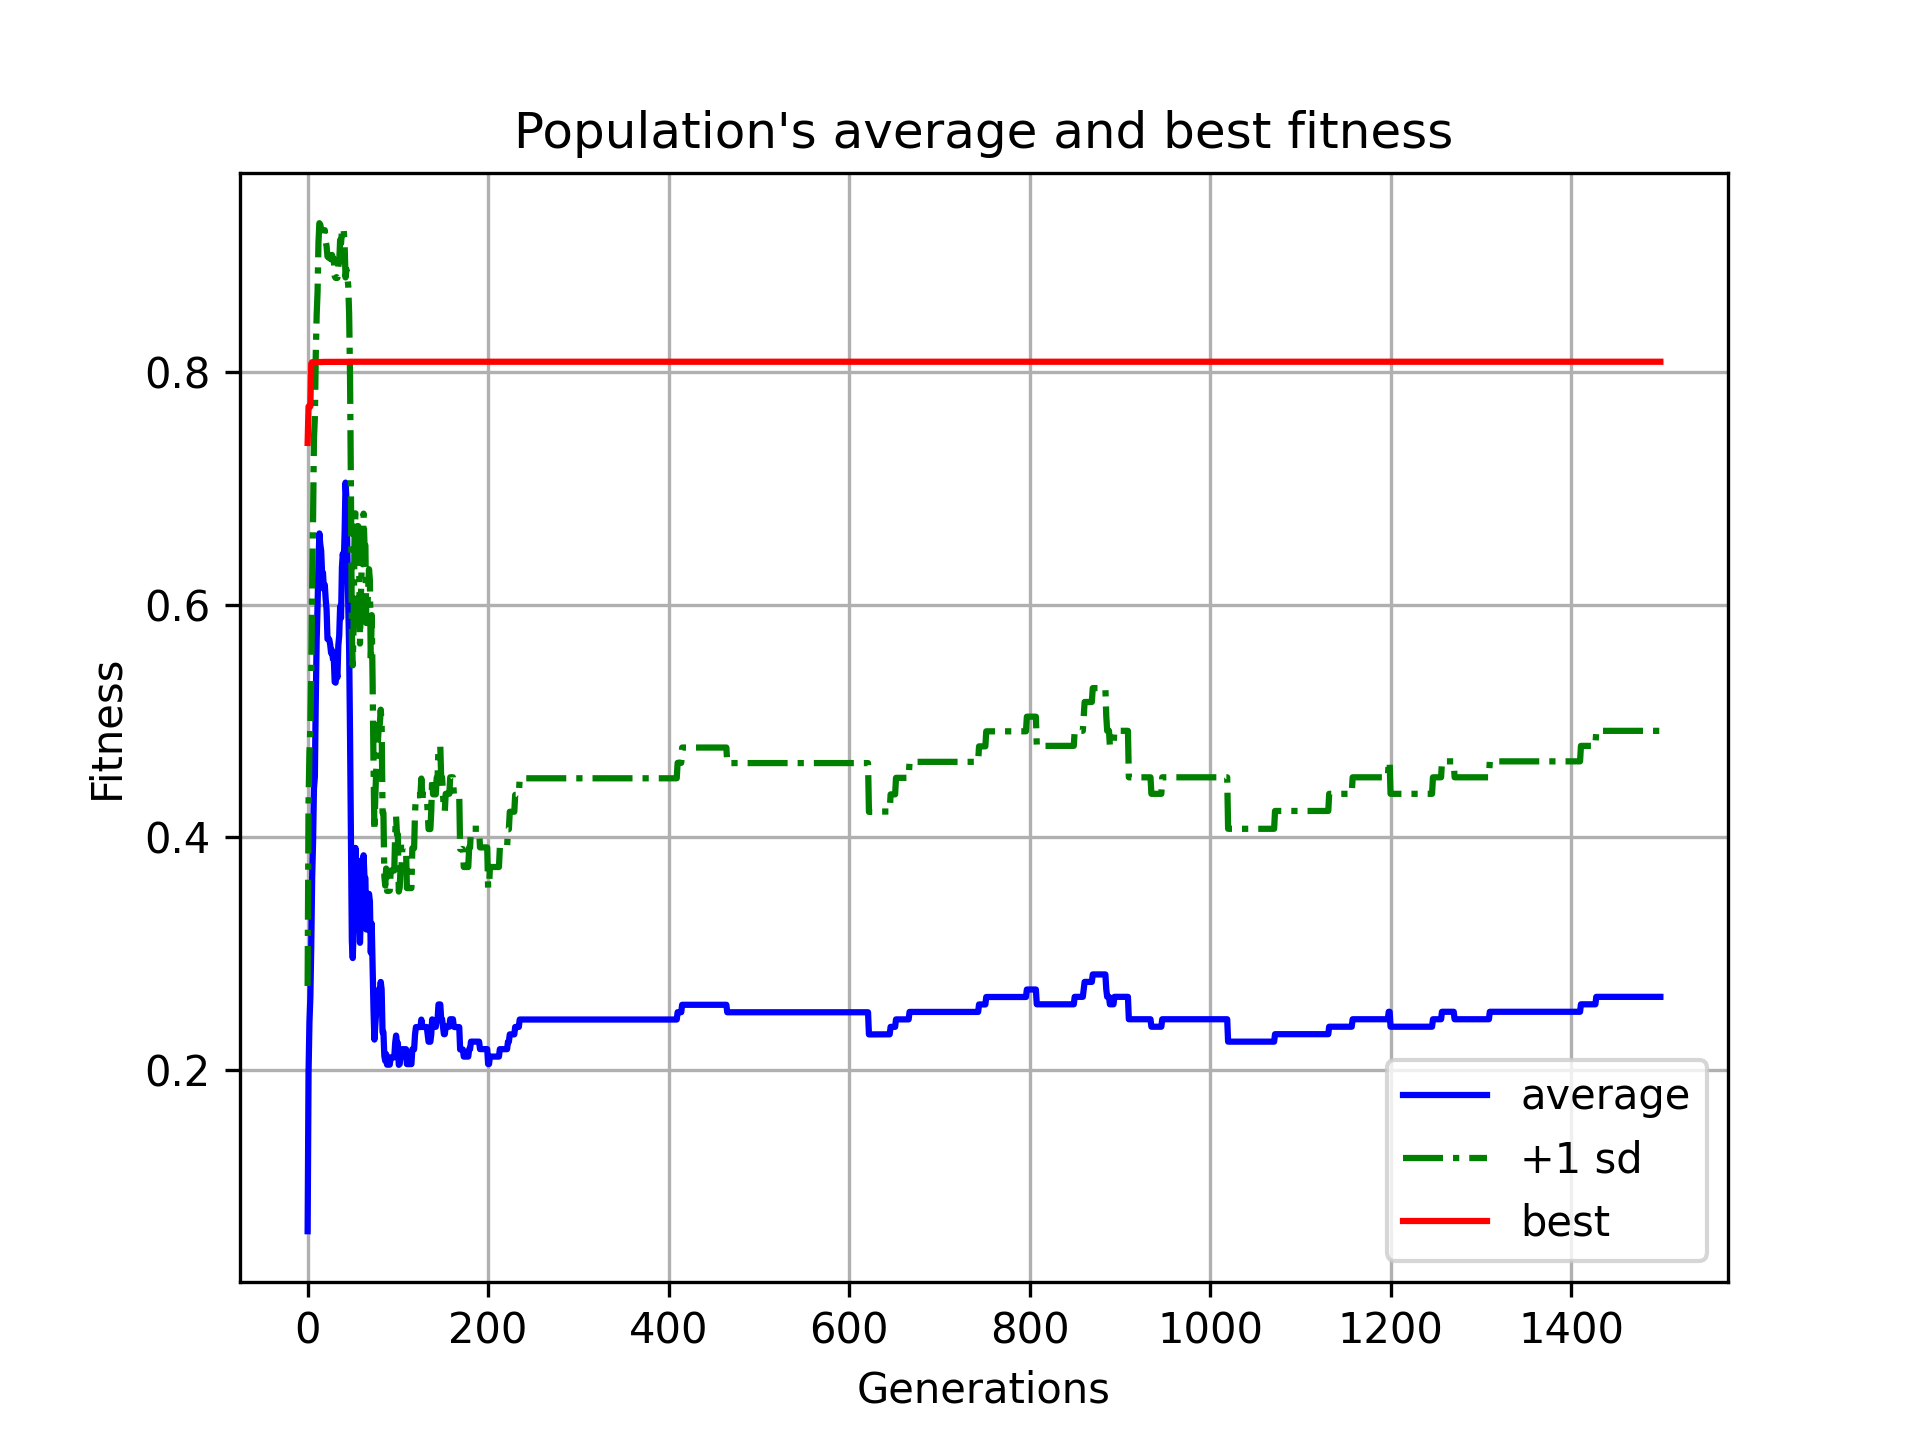 Population's average and best fitness
Fitness
0.8
0.6
0.4
0.2
0 200 400 600 800 1000 1200 1400
Generations
average
+1 sd
best